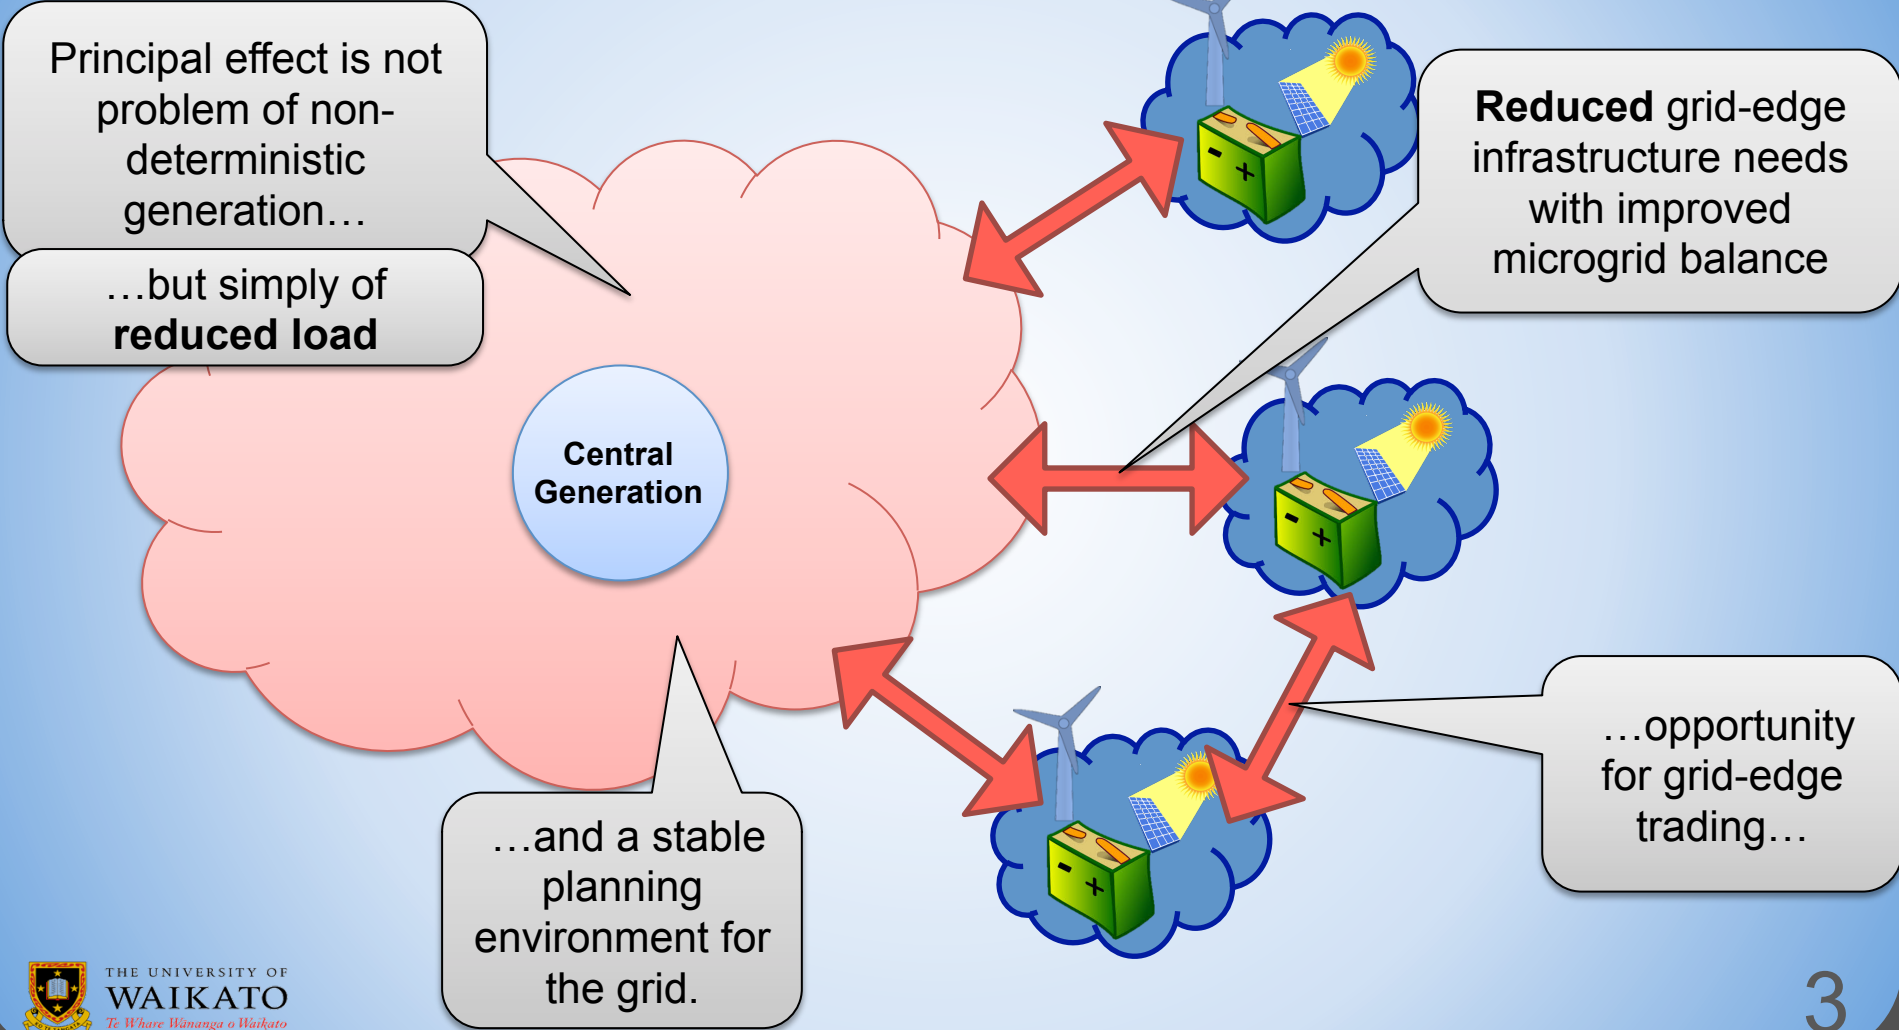 Principal effect is not
problem of non-
deterministic
generation…
…but simply of
reduced load
Reduced grid-edge
infrastructure needs
with improved
microgrid balance
Central
Generation
- +
- +
- +
…opportunity
for grid-edge
trading…
…and a stable
planning
environment for
the grid.
THE UNIVERSITY OF
WAIKATO
Te Whare Wānanga o Waikato
3